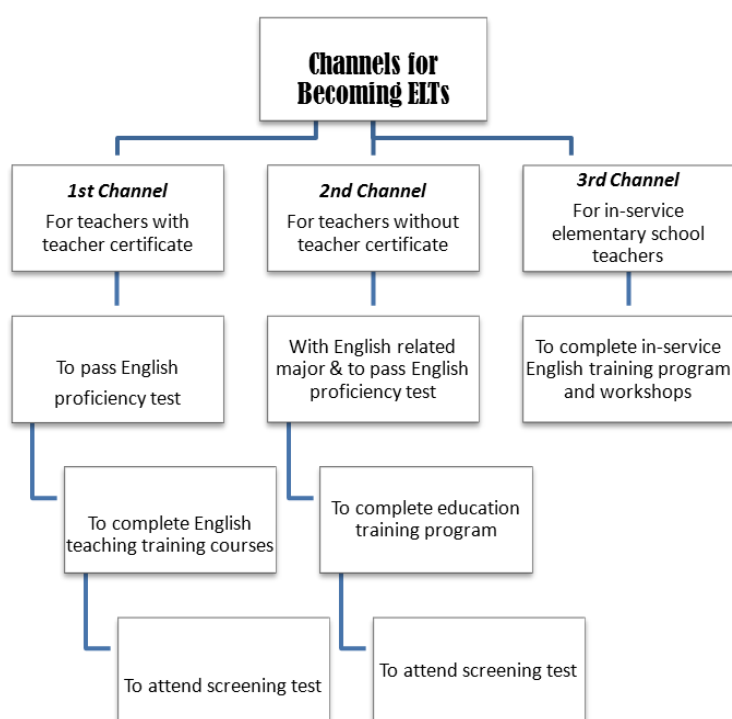 Channels for
Becoming ELTs
1st Channel
For teachers with
teacher certificate
2nd Channel
For teachers without
teacher certificate
3rd Channel
For in-service
elementary school
teachers
To pass English
proficiency test
With English related
major & to pass English
proficiency test
To complete in-service
English training program
and workshops
To complete English
teaching training courses
To complete education
training program
To attend screening test
To attend screening test